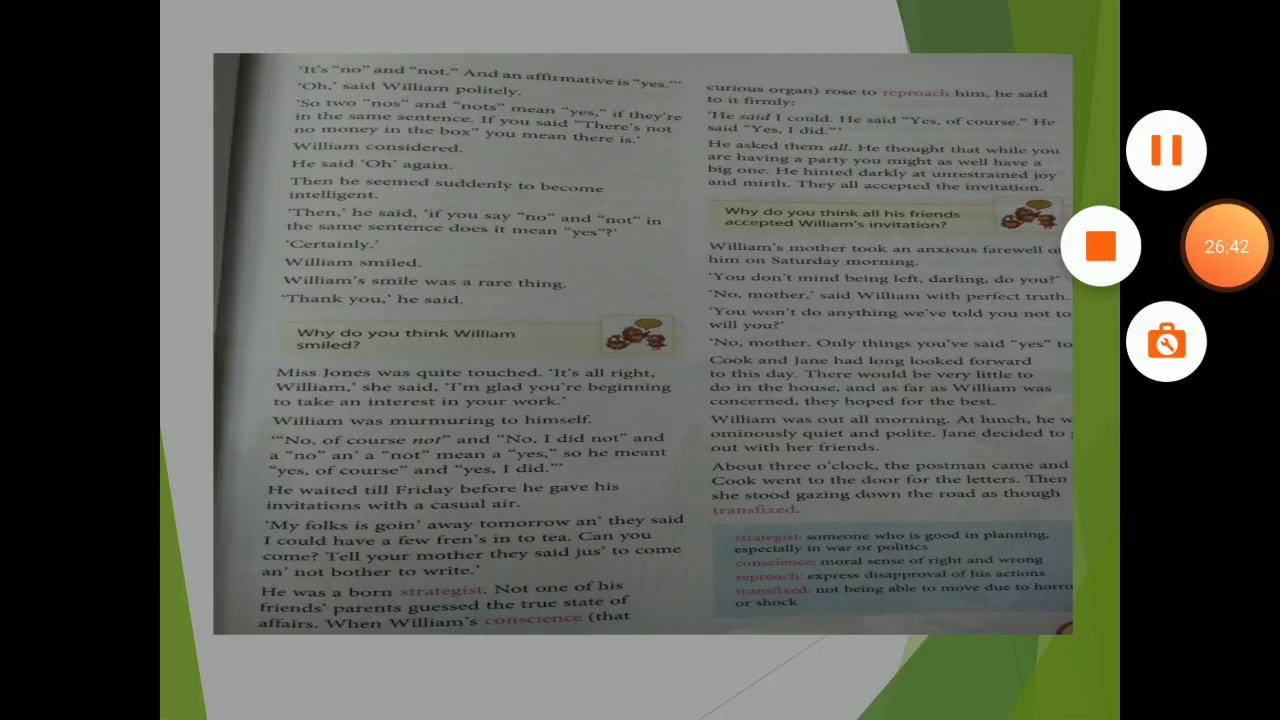 'It's "no" and "not." And an affirmative is "yes."'
'Oh,' said William politely.
'So two "nos" and "nots" mean "yes," if they're
in the same sentence. If you said "There's not
no money in the box" you mean there is.'
William considered.
He said 'Oh' again.
Then he seemed suddenly to become
intelligent.
'Then,' he said, 'if you say "no" and "not" in
the same sentence does it mean "yes"?'
'Certainly.'
William smiled.
William's smile was a rare thing.
'Thank you,' he said.
Why do you think William
smiled?
Miss Jones was quite touched. 'It's all right,
William,' she said, 'I'm glad you're beginning
to take an interest in your work.'
William was murmuring to himself.
'"No, of course not" and "No, I did not" and
a "no" an' a "not" mean a "yes," so he meant
"yes, of course" and "yes, I did."'
He waited till Friday before he gave his
invitations with a casual air.
'My folks is goin' away tomorrow an' they said
I could have a few fren's in to tea. Can you
come? Tell your mother they said jus' to come
an' not bother to write.'
He was a born strategist. Not one of his
friends' parents guessed the true state of
affairs. When William's conscience (that
curious organ) rose to reproach him, he said
to it firmly:
'He said I could. He said "Yes, of course." He
said "Yes, I did."'
He asked them all. He thought that while you
are having a party you might as well have a
big one. He hinted darkly at unrestrained joy
and mirth. They all accepted the invitation.
Why do you think all his friends
accepted William's invitation?
William's mother took an anxious farewell of
him on Saturday morning.
'You don't mind being left, darling, do you?'
'No, mother,' said William with perfect truth.
'You won't do anything we've told you not to
will you?'
'No, mother. Only things you've said "yes" to
Cook and Jane had long looked forward
to this day. There would be very little to
do in the house, and as far as William was
concerned, they hoped for the best.
William was out all morning. At lunch, he w
ominously quiet and polite. Jane decided to
out with her friends.
About three o'clock, the postman came and
Cook went to the door for the letters. Then
she stood gazing down the road as though
transfixed.
strategist: someone who is good in planning,
especially in war or politics
conscience: moral sense of right and wrong
reproach: express disapproval of his actions
transfixed: not being able to move due to horro
or shock
26:42